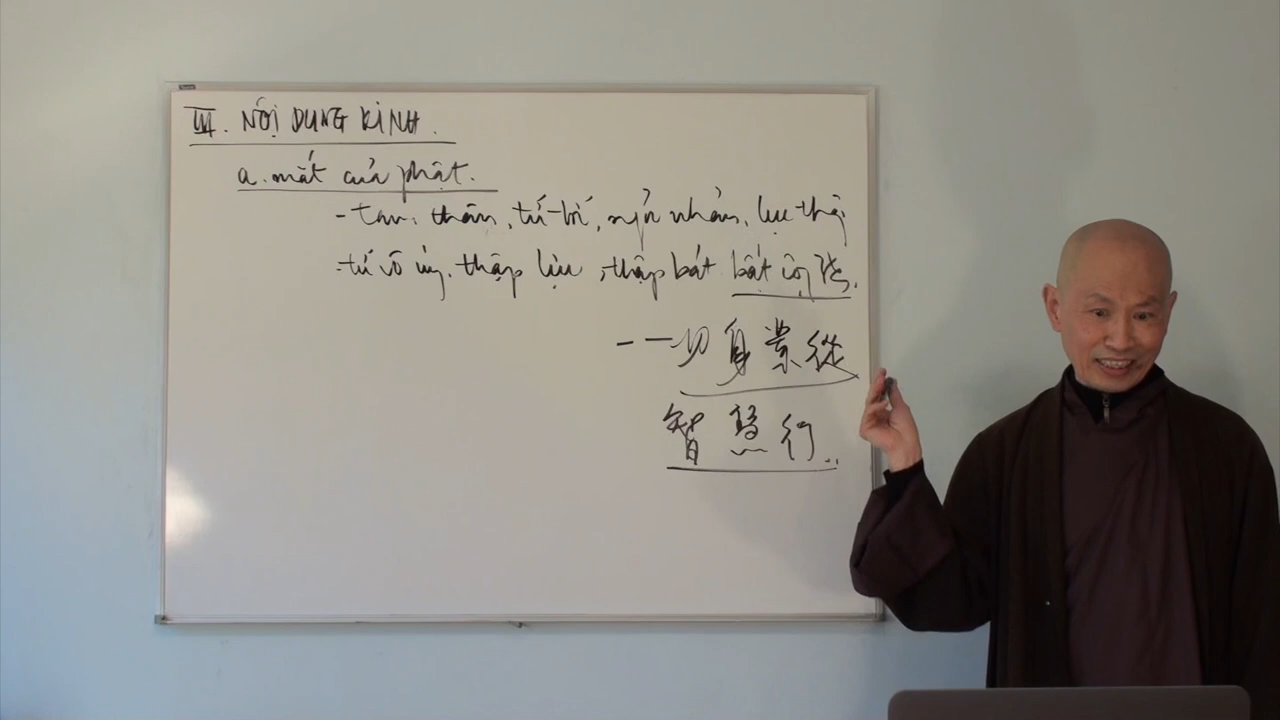 III. NỘI DUNG KINH.
a. mắt của phật.
- tam thân, tứ trí, ngũ nhãn, lục thông
tứ vô úy, thập lực, thập bát bất cộng
- 一切身業從
智慧行..